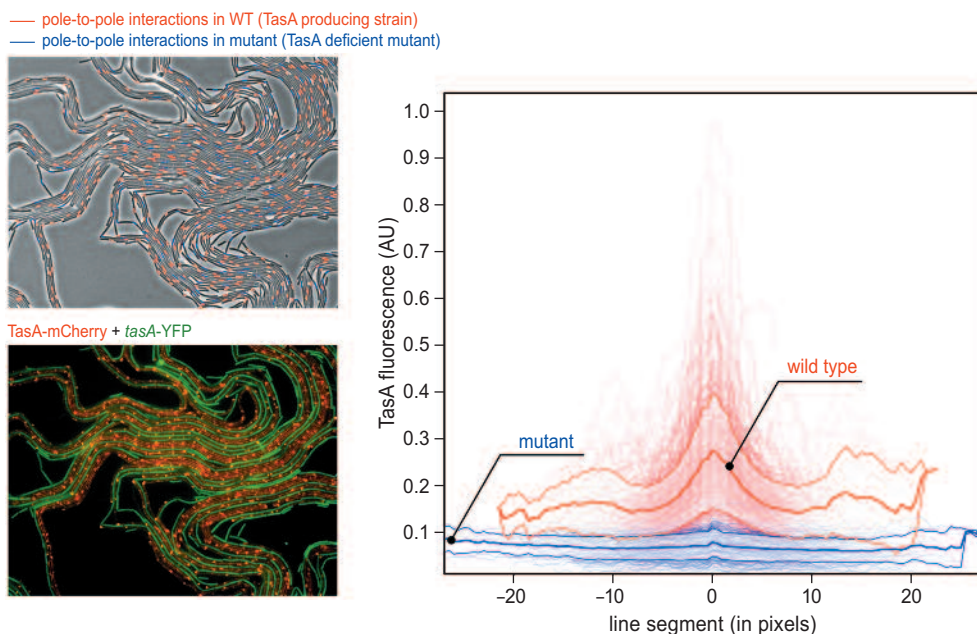 pole-to-pole interactions in WT (TasA producing strain)
pole-to-pole interactions in mutant (TasA deficient mutant)
TasA-mCherry + tasA-YFP
TasA fluorescence (AU)
1.0
0.9
0.8
0.7
0.6
0.5
0.4
0.3
0.2
0.1
wild type
mutant
–20
–10
0
10
20
line segment (in pixels)